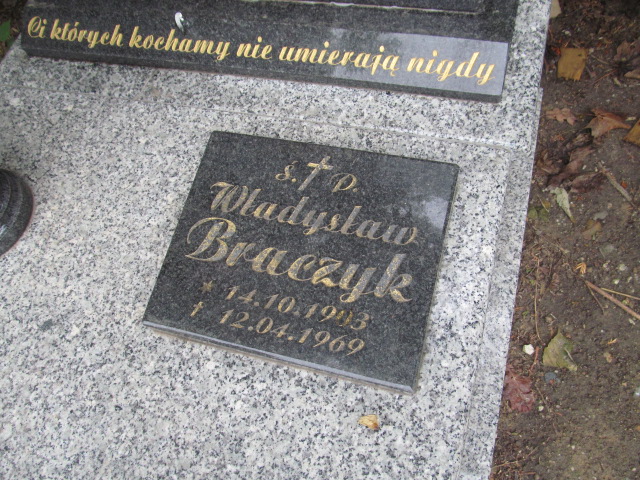 Ci których kochamy nie umierają nigdy
Ś. † P.
Władysław
Braczyk
* 14.10.1943
† 12.04.1969